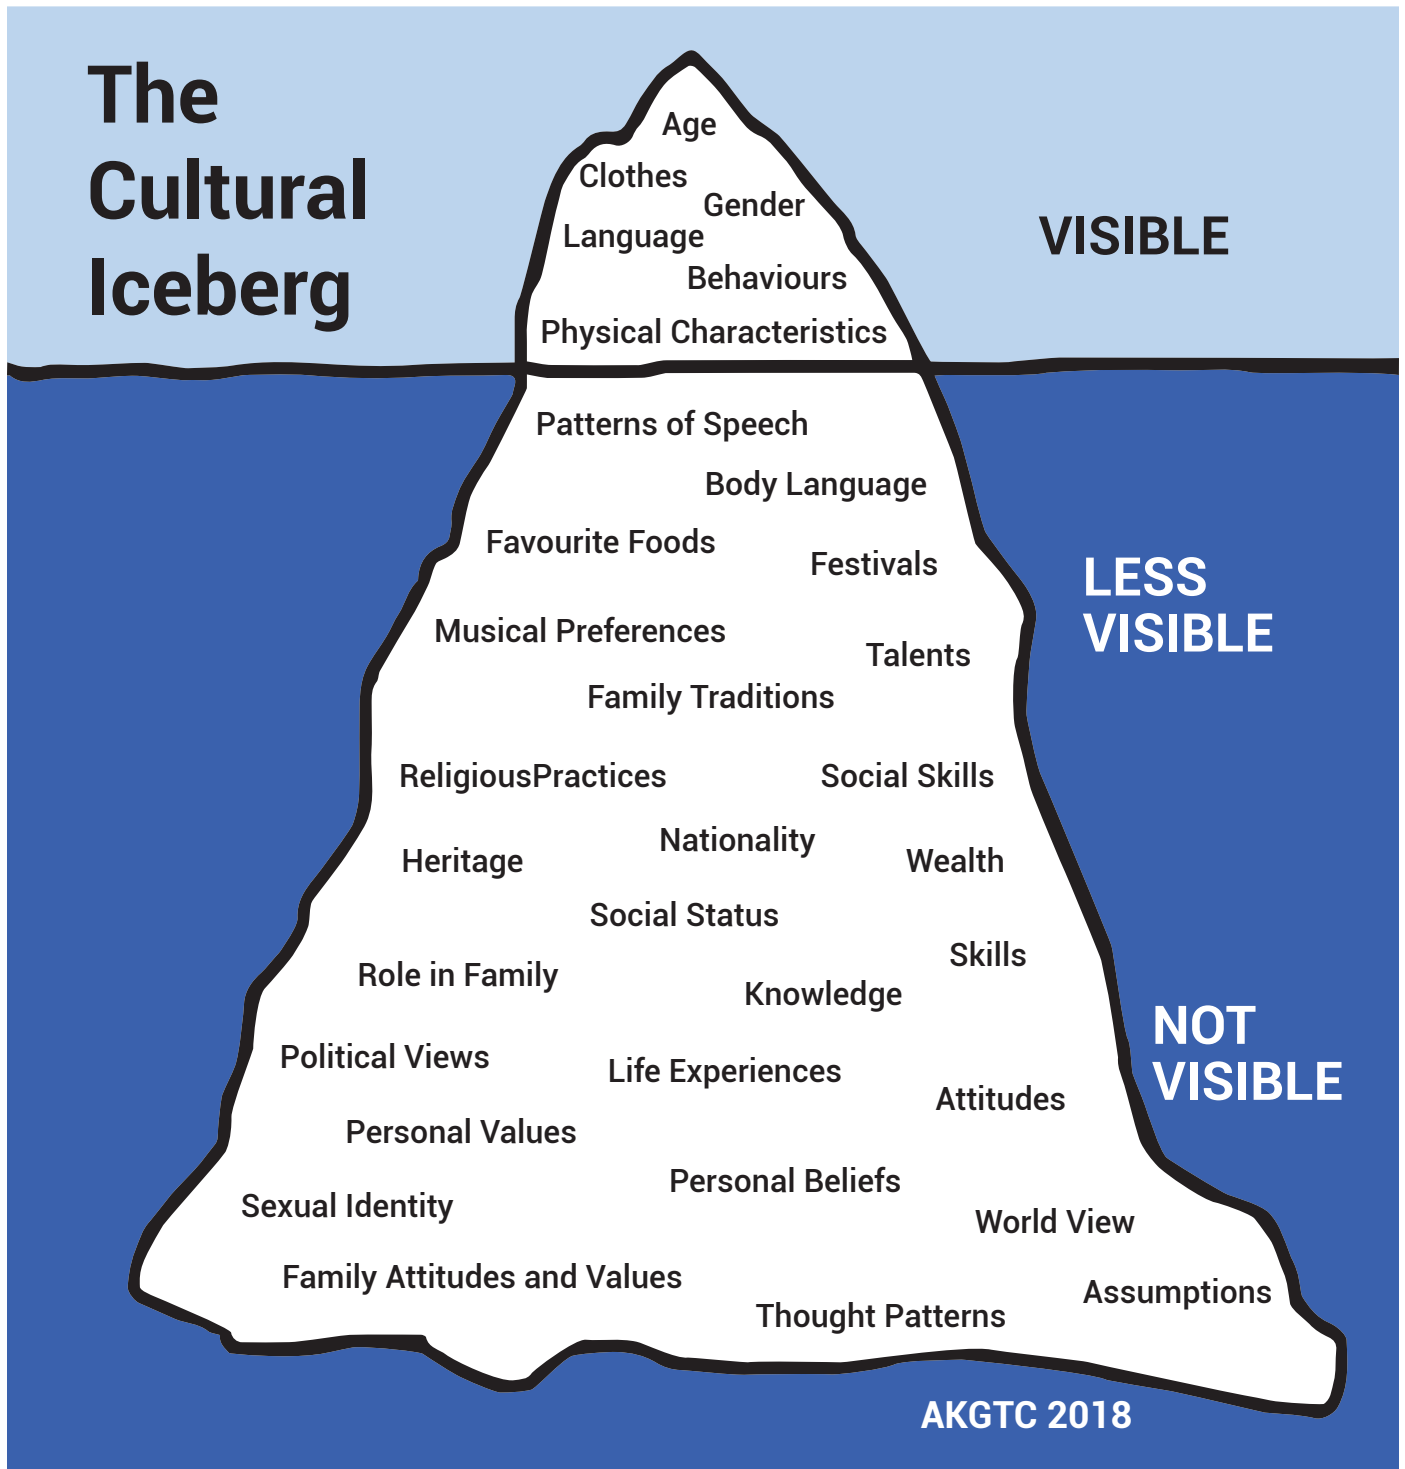 The
Cultural
Iceberg
VISIBLE
Age
Clothes
Gender
Language
Behaviours
Physical Characteristics
Patterns of Speech
Body Language
Favourite Foods
Festivals
LESS
VISIBLE
Musical Preferences
Talents
Family Traditions
ReligiousPractices
Social Skills
Nationality
Heritage
Wealth
Social Status
Skills
Role in Family
Knowledge
NOT
VISIBLE
Political Views
Life Experiences
Attitudes
Personal Values
Personal Beliefs
Sexual Identity
World View
Family Attitudes and Values
Assumptions
Thought Patterns
AKGTC 2018